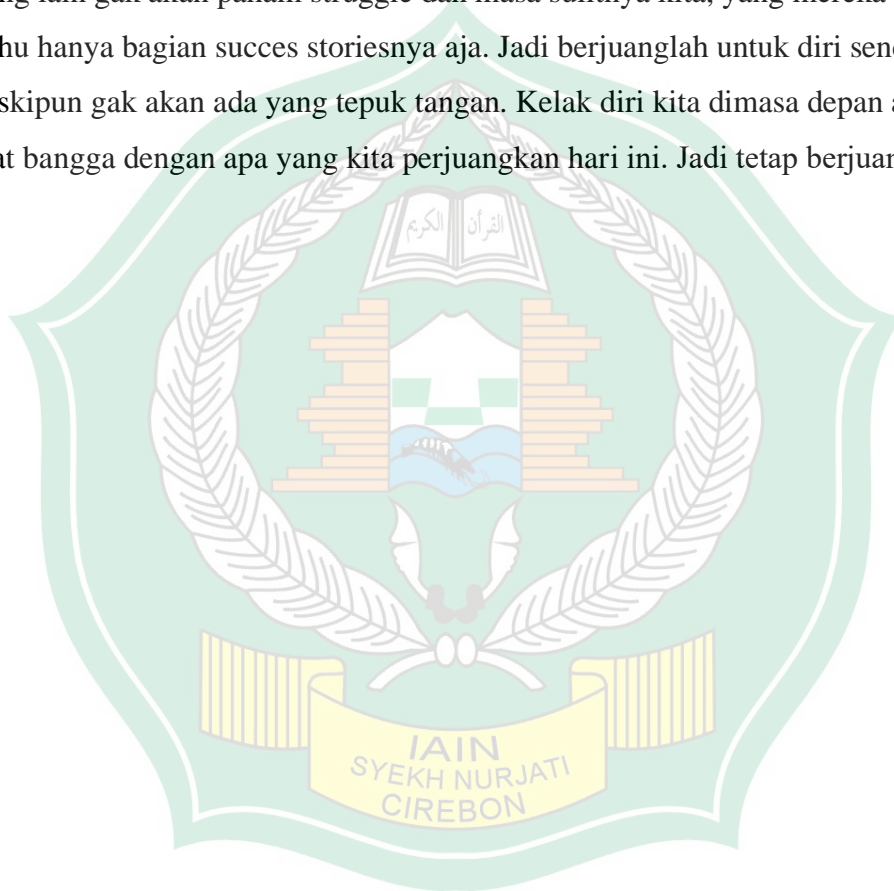 ng lain gak akan paham struggle dan masa sulitnya kita, yang mereka
hu hanya bagian succes storiesnya aja. Jadi berjuanglah untuk diri send
skipun gak akan ada yang tepuk tangan. Kelak diri kita dimasa depan a
at bangga dengan apa yang kita perjuangkan hari ini. Jadi tetap berjuan
القرآن
الكريم
IAIN
SYEKH NURJATI
CIREBON